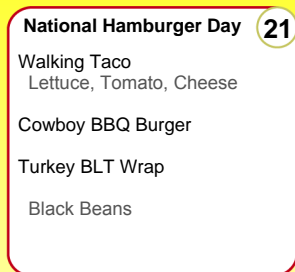 National Hamburger Day 21
Walking Taco
Lettuce, Tomato, Cheese
Cowboy BBQ Burger
Turkey BLT Wrap
Black Beans